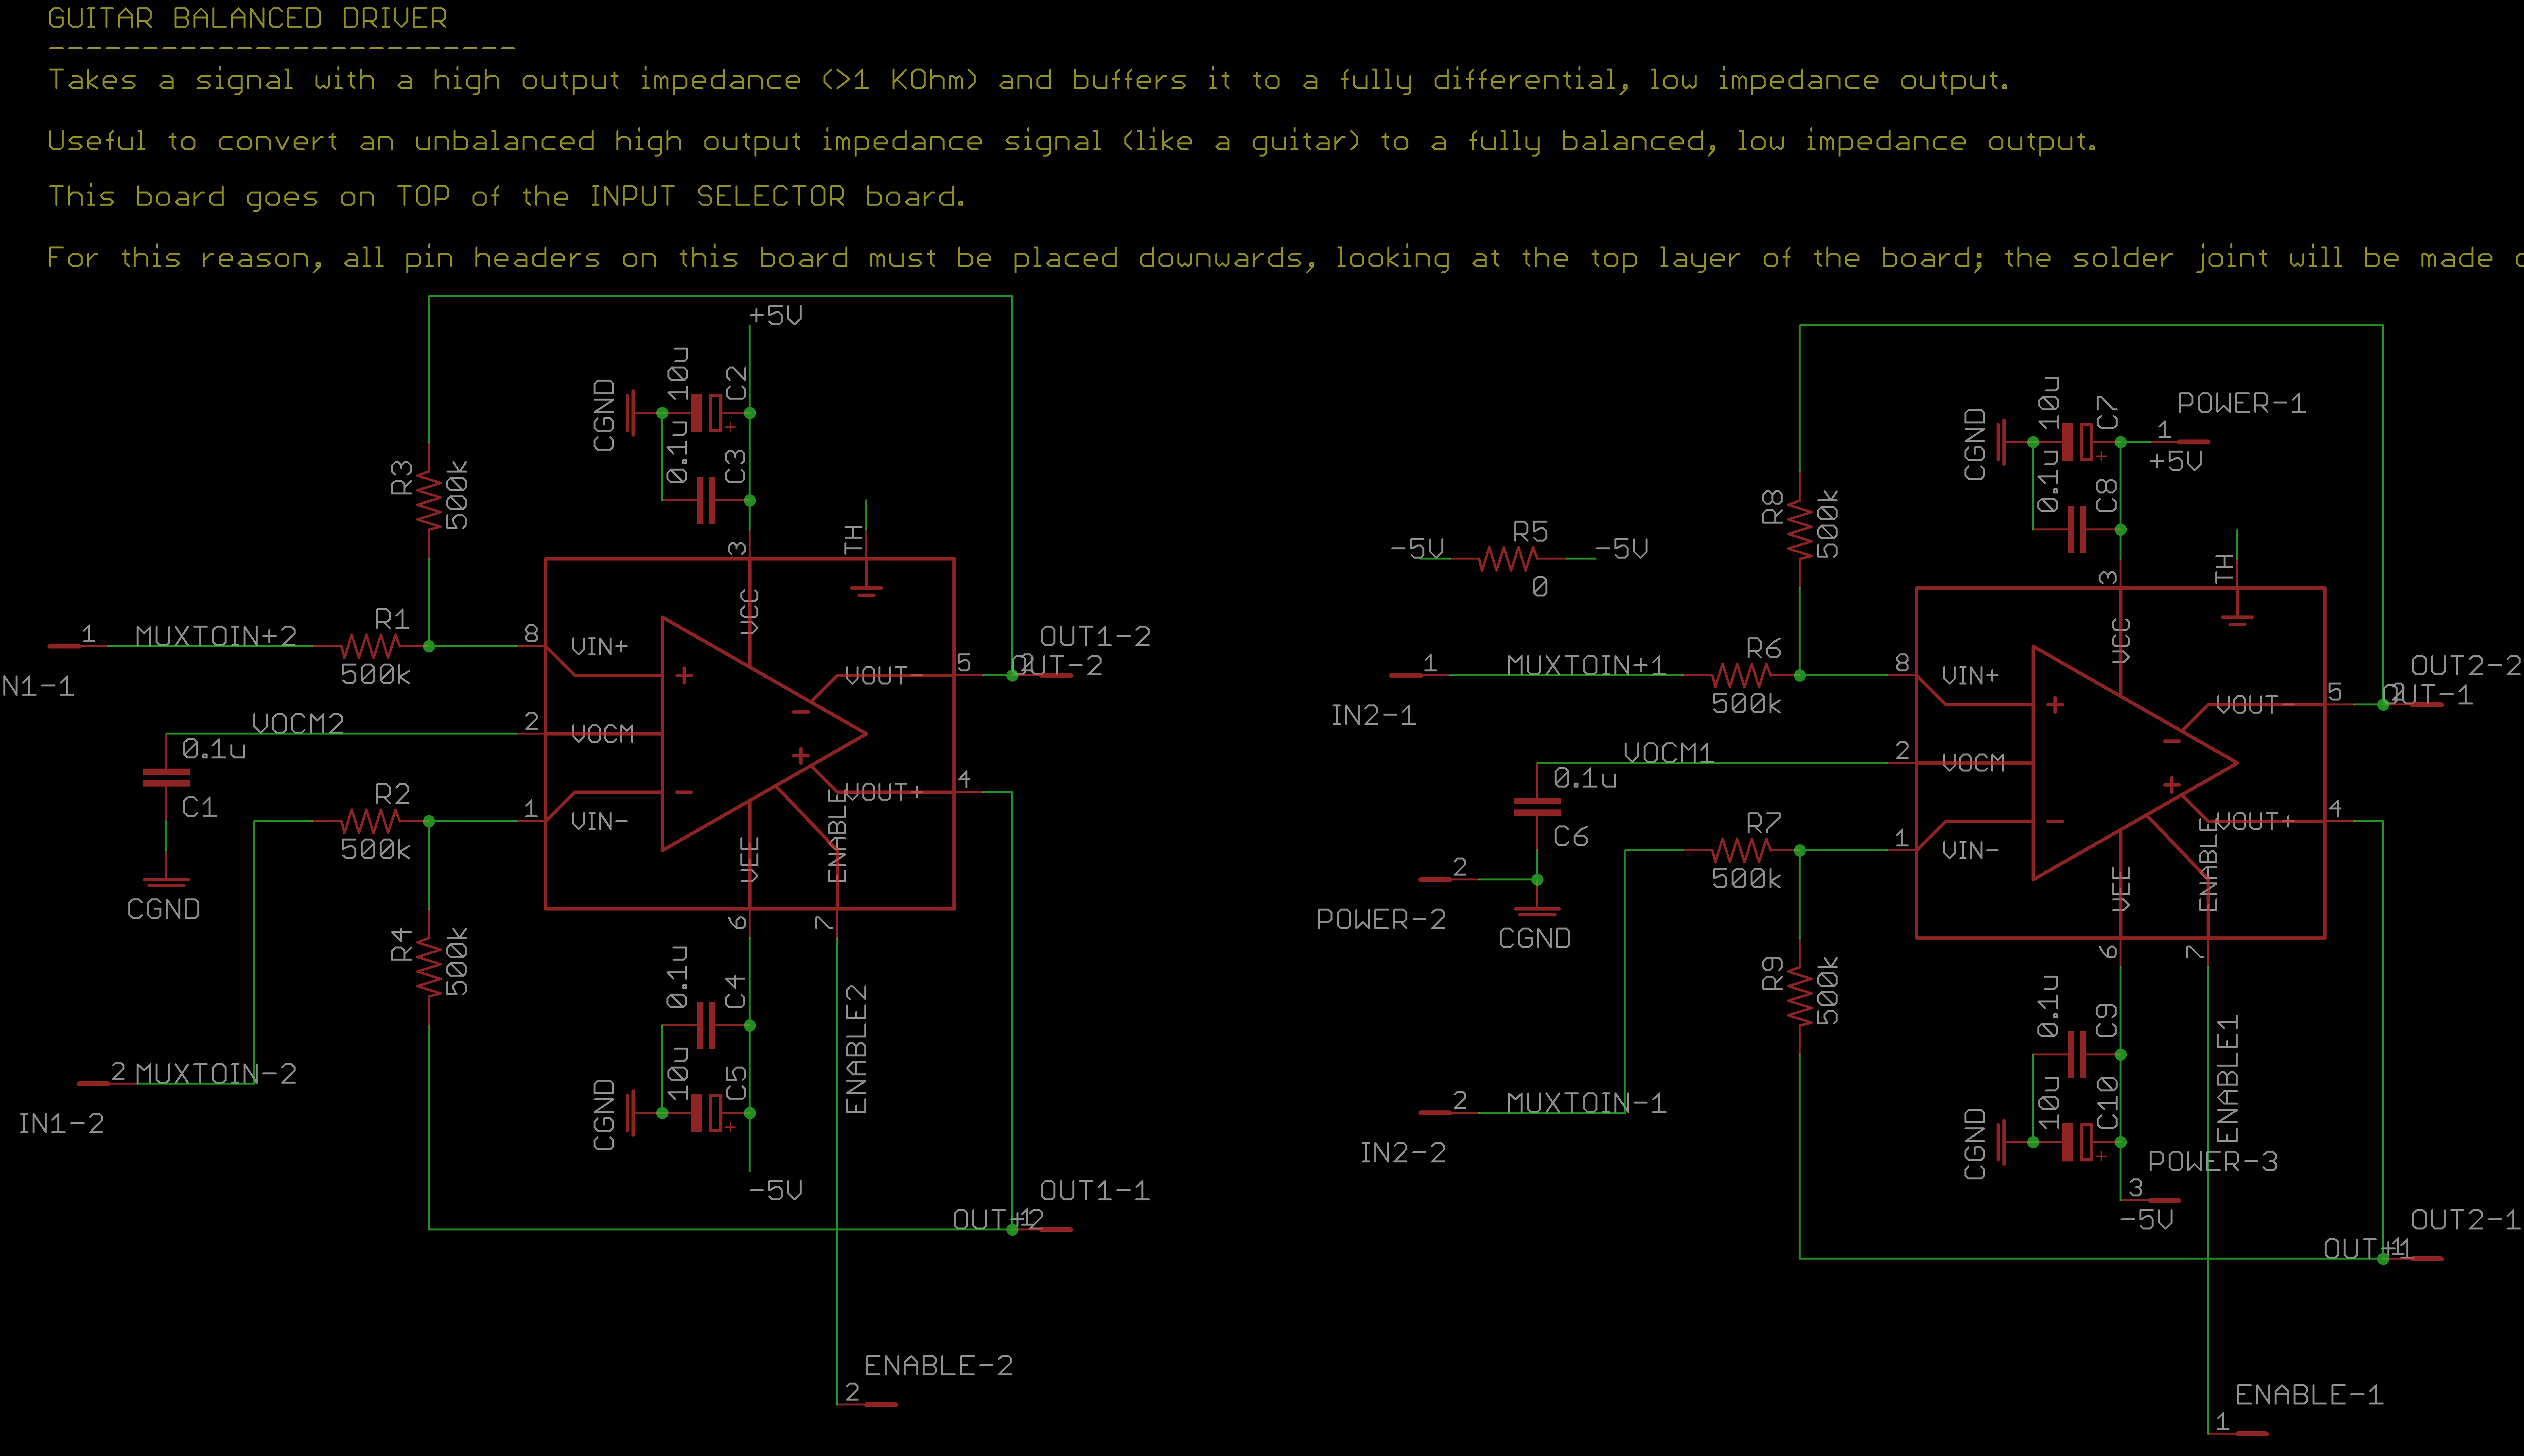 GUITAR BALANCED DRIVER
-------------------------
Takes a signal with a high output impedance (>1 KOhm) and buffers it to a fully differential, low impedance output.
Useful to convert an unbalanced high output impedance signal (like a guitar) to a fully balanced, low impedance output.
This board goes on TOP of the INPUT SELECTOR board.
For this reason, all pin headers on this board must be placed downwards, looking at the top layer of the board; the solder joint will be made
+5V
CGND
10u
C2
+
0.1u
C3
R3
500k
3
TH
VCC
1
MUXTOIN+2
R1
500k
N1-1
8
VIN+
+
-
VOUT-
5
OUT1-2
OUT-2
2
VOCM2
2
VOCM
0.1u
C1
CGND
R2
500k
1
VIN-
-
+
VOUT+
4
VEE
ENABLE
6
7
R4
500k
0.1u
C4
10u
C5
+
CGND
-5V
ENABLE2
2
MUXTOIN-2
IN1-2
OUT1-1
OUT+2
1
ENABLE-2
2
CGND
10u
C7
+
0.1u
C8
POWER-1
1
+5V
R8
500k
-5V
R5
0
-5V
3
TH
VCC
1
MUXTOIN+1
R6
500k
IN2-1
8
VIN+
+
-
VOUT-
5
OUT2-2
OUT-1
2
VOCM1
2
VOCM
0.1u
C6
2
POWER-2
CGND
R7
500k
1
VIN-
-
+
VOUT+
4
VEE
ENABLE
6
7
R9
500k
0.1u
C9
10u
C10
+
CGND
POWER-3
3
-5V
ENABLE1
2
MUXTOIN-1
IN2-2
OUT2-1
OUT+1
1
ENABLE-1
1